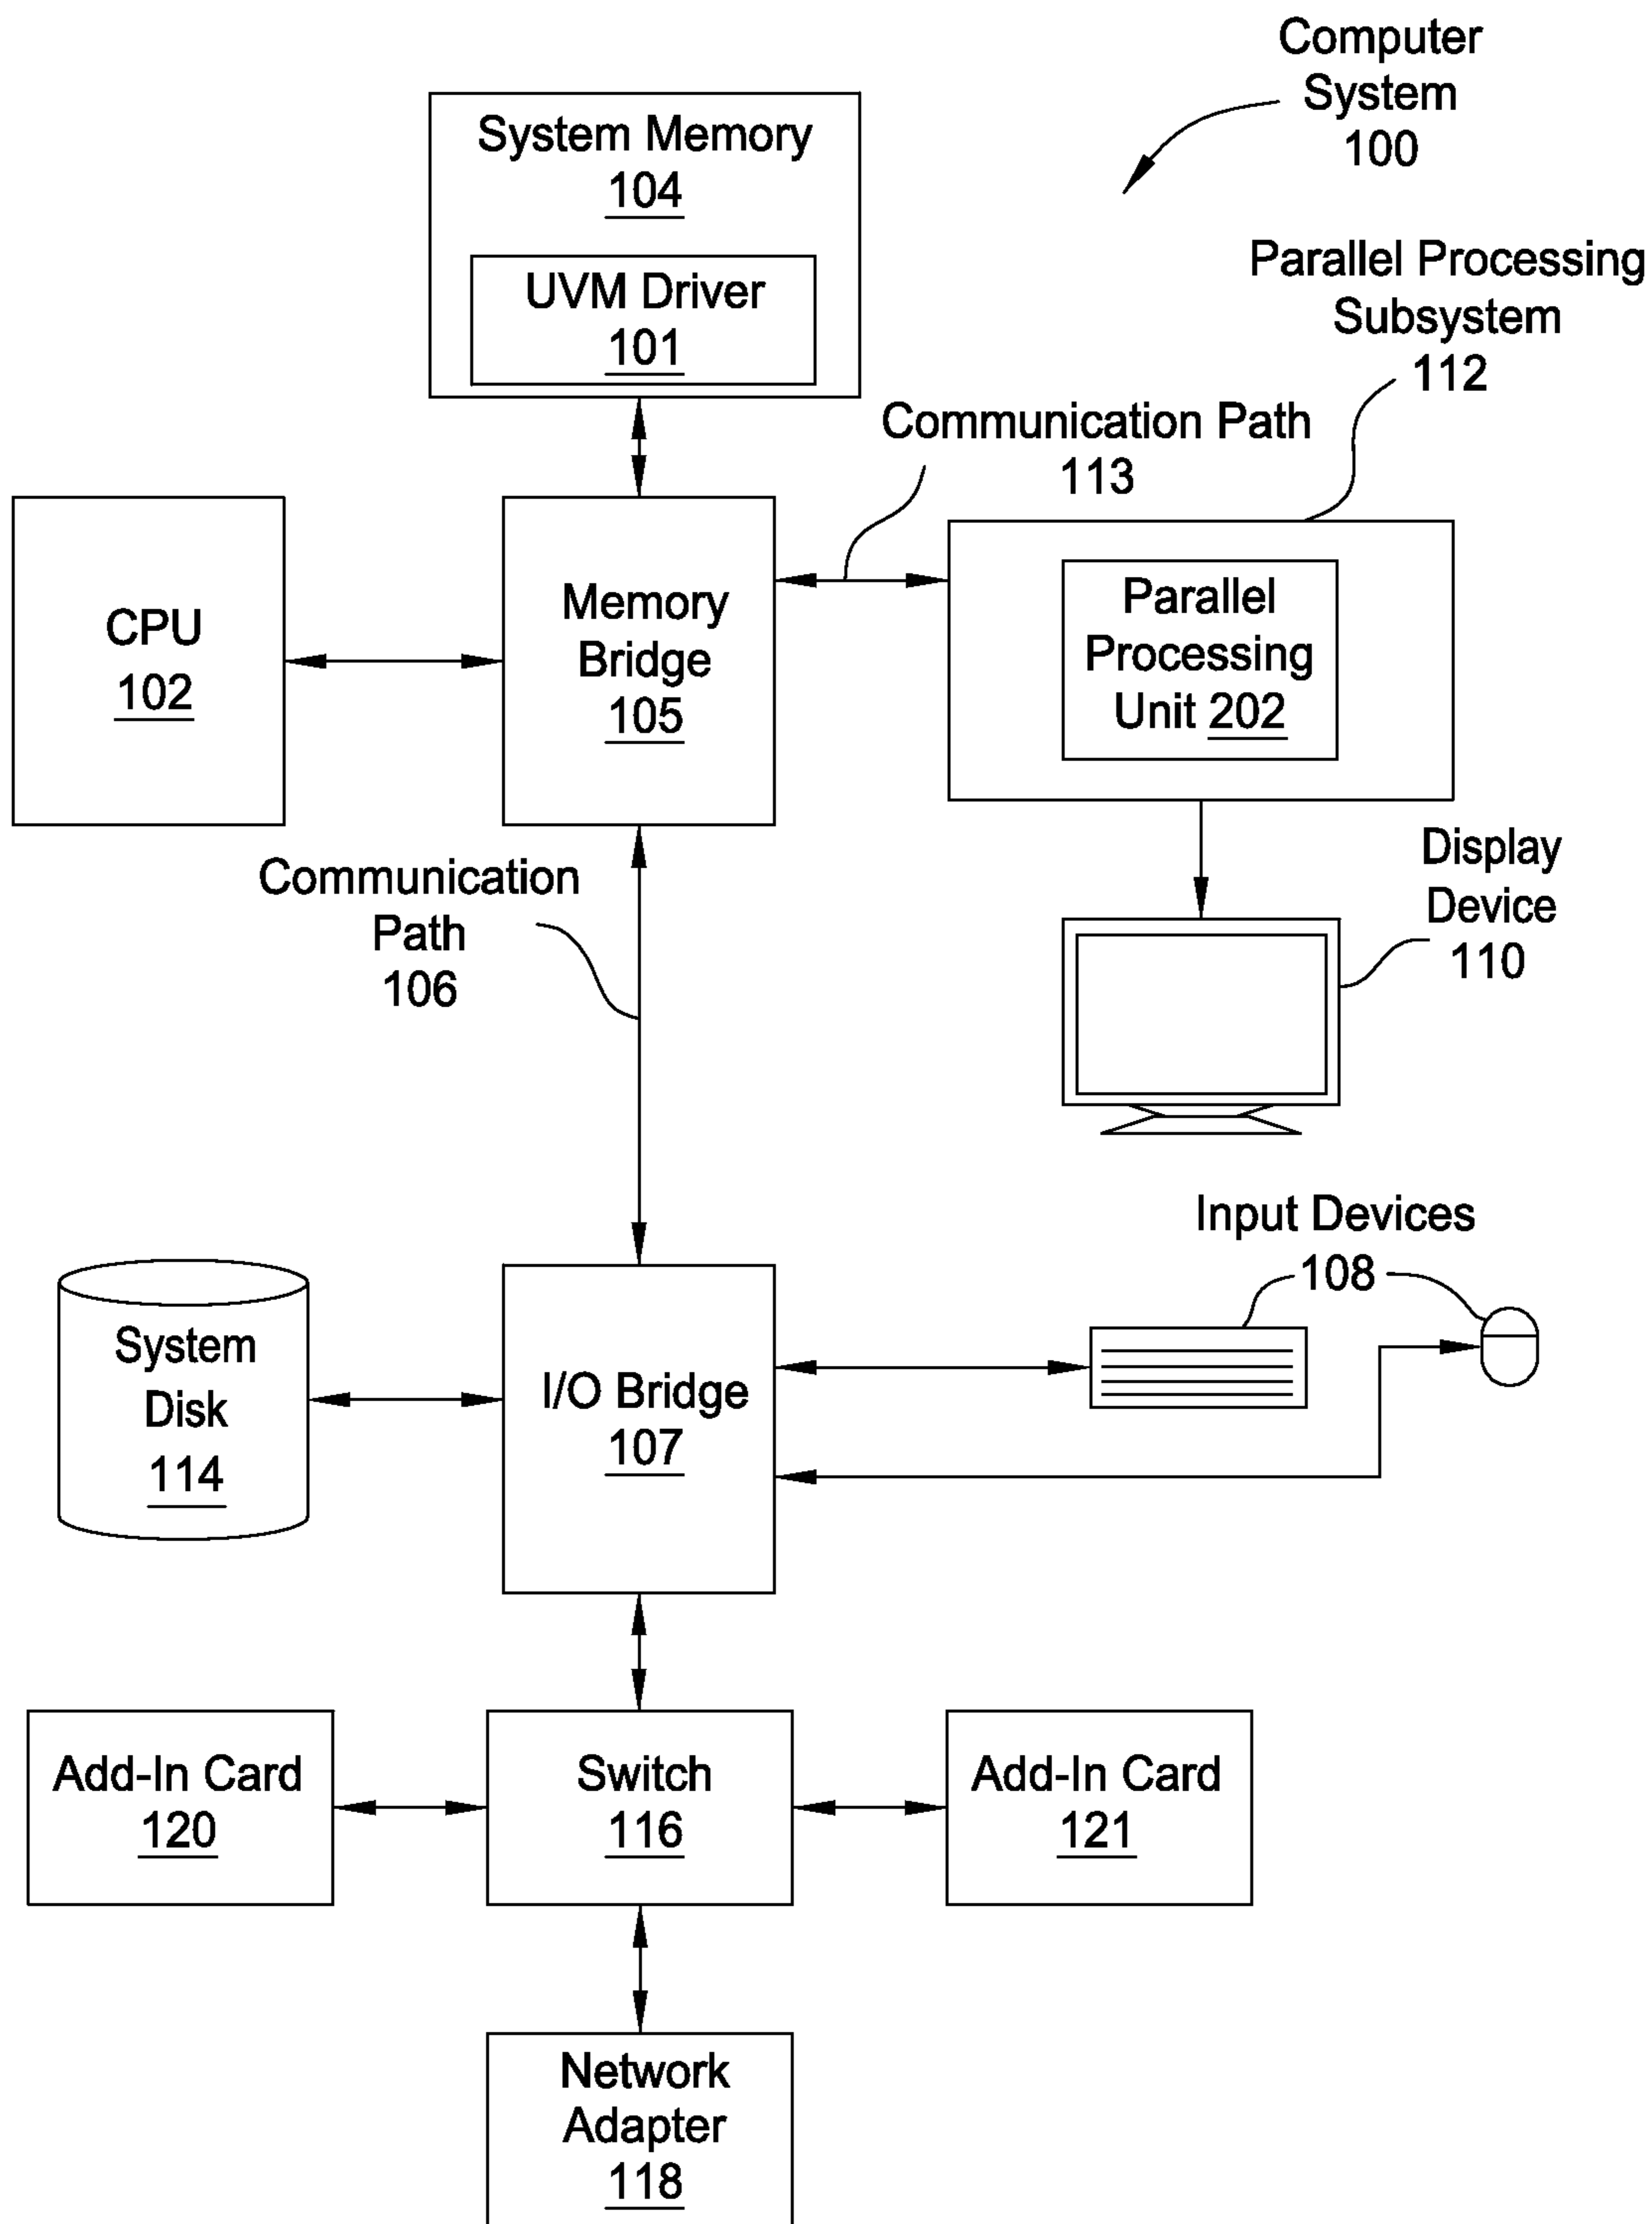 Computer
System
100
System Memory
104
UVM Driver
101
Parallel Processing
Subsystem
112
Communication Path
113
CPU
102
Memory
Bridge
105
Parallel
Processing
Unit 202
Communication
Path
106
Display
Device
110
Input Devices
108
System
Disk
114
I/O Bridge
107
Add-In Card
120
Switch
116
Add-In Card
121
Network
Adapter
118